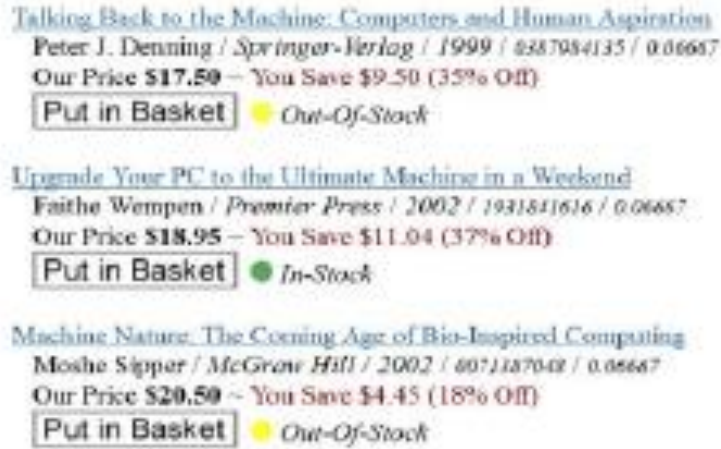 Talking Back to the Machine: Computers and Human Aspiration
Peter J. Denning / Springer-Verlag / 1999 / 0387984135 / 0.06667
Our Price $17.50 ~ You Save $9.50 (35% Off)
Put in Basket Out-Of-Stock
Upgrade Your PC to the Ultimate Machine in a Weekend
Faithe Wempen / Premier Press / 2002 / 1931841616 / 0.06667
Our Price $18.95 ~ You Save $11.04 (37% Off)
Put in Basket In-Stock
Machine Nature: The Coming Age of Bio-Inspired Computing
Moshe Sipper / McGraw Hill / 2002 / 0071387048 / 0.06667
Our Price $20.50 ~ You Save $4.45 (18% Off)
Put in Basket Out-Of-Stock